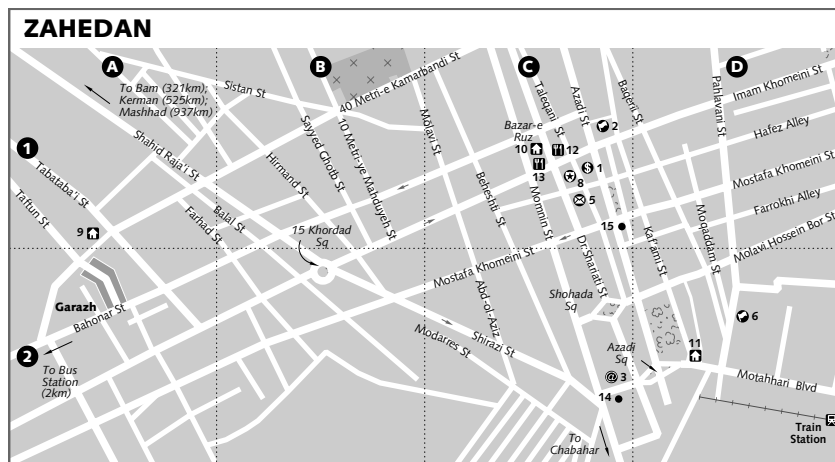 ZAHEDAN
A
B
C
D
1
2
To Bam (321km);
Kerman (525km);
Mashhad (937km)
Sistan St
40 Metri-e Kamarbandi St
Shahid Raja'i St
Tabataba'i St
Taftun St
Hirmand St
Sayyed Ghotb St
10 Metri-ye Mahduyeh St
Molavi St
Beheshti St
Taleqani St
Azadi St
Baqeri St
Pahlavani St
Imam Khomeini St
Hafez Alley
Mostafa Khomeini St
Farrokhi Alley
Molavi Hossein Bor St
Bazar-e
Ruz
10
12
2
13
8
1
5
15
Mommin St
Dr Shariati St
Kaf'ami St
Moqaddam St
Farhad St
Balal St
9
15 Khordad
Sq
Mostafa Khomeini St
Abd-ol-Aziz
Shohada
Sq
Garazh
Bahonar St
Modarres St
Shirazi St
Azadi
Sq
11
6
3
14
Motahhari Blvd
To Bus
Station
(2km)
To
Chabahar
Train
Station